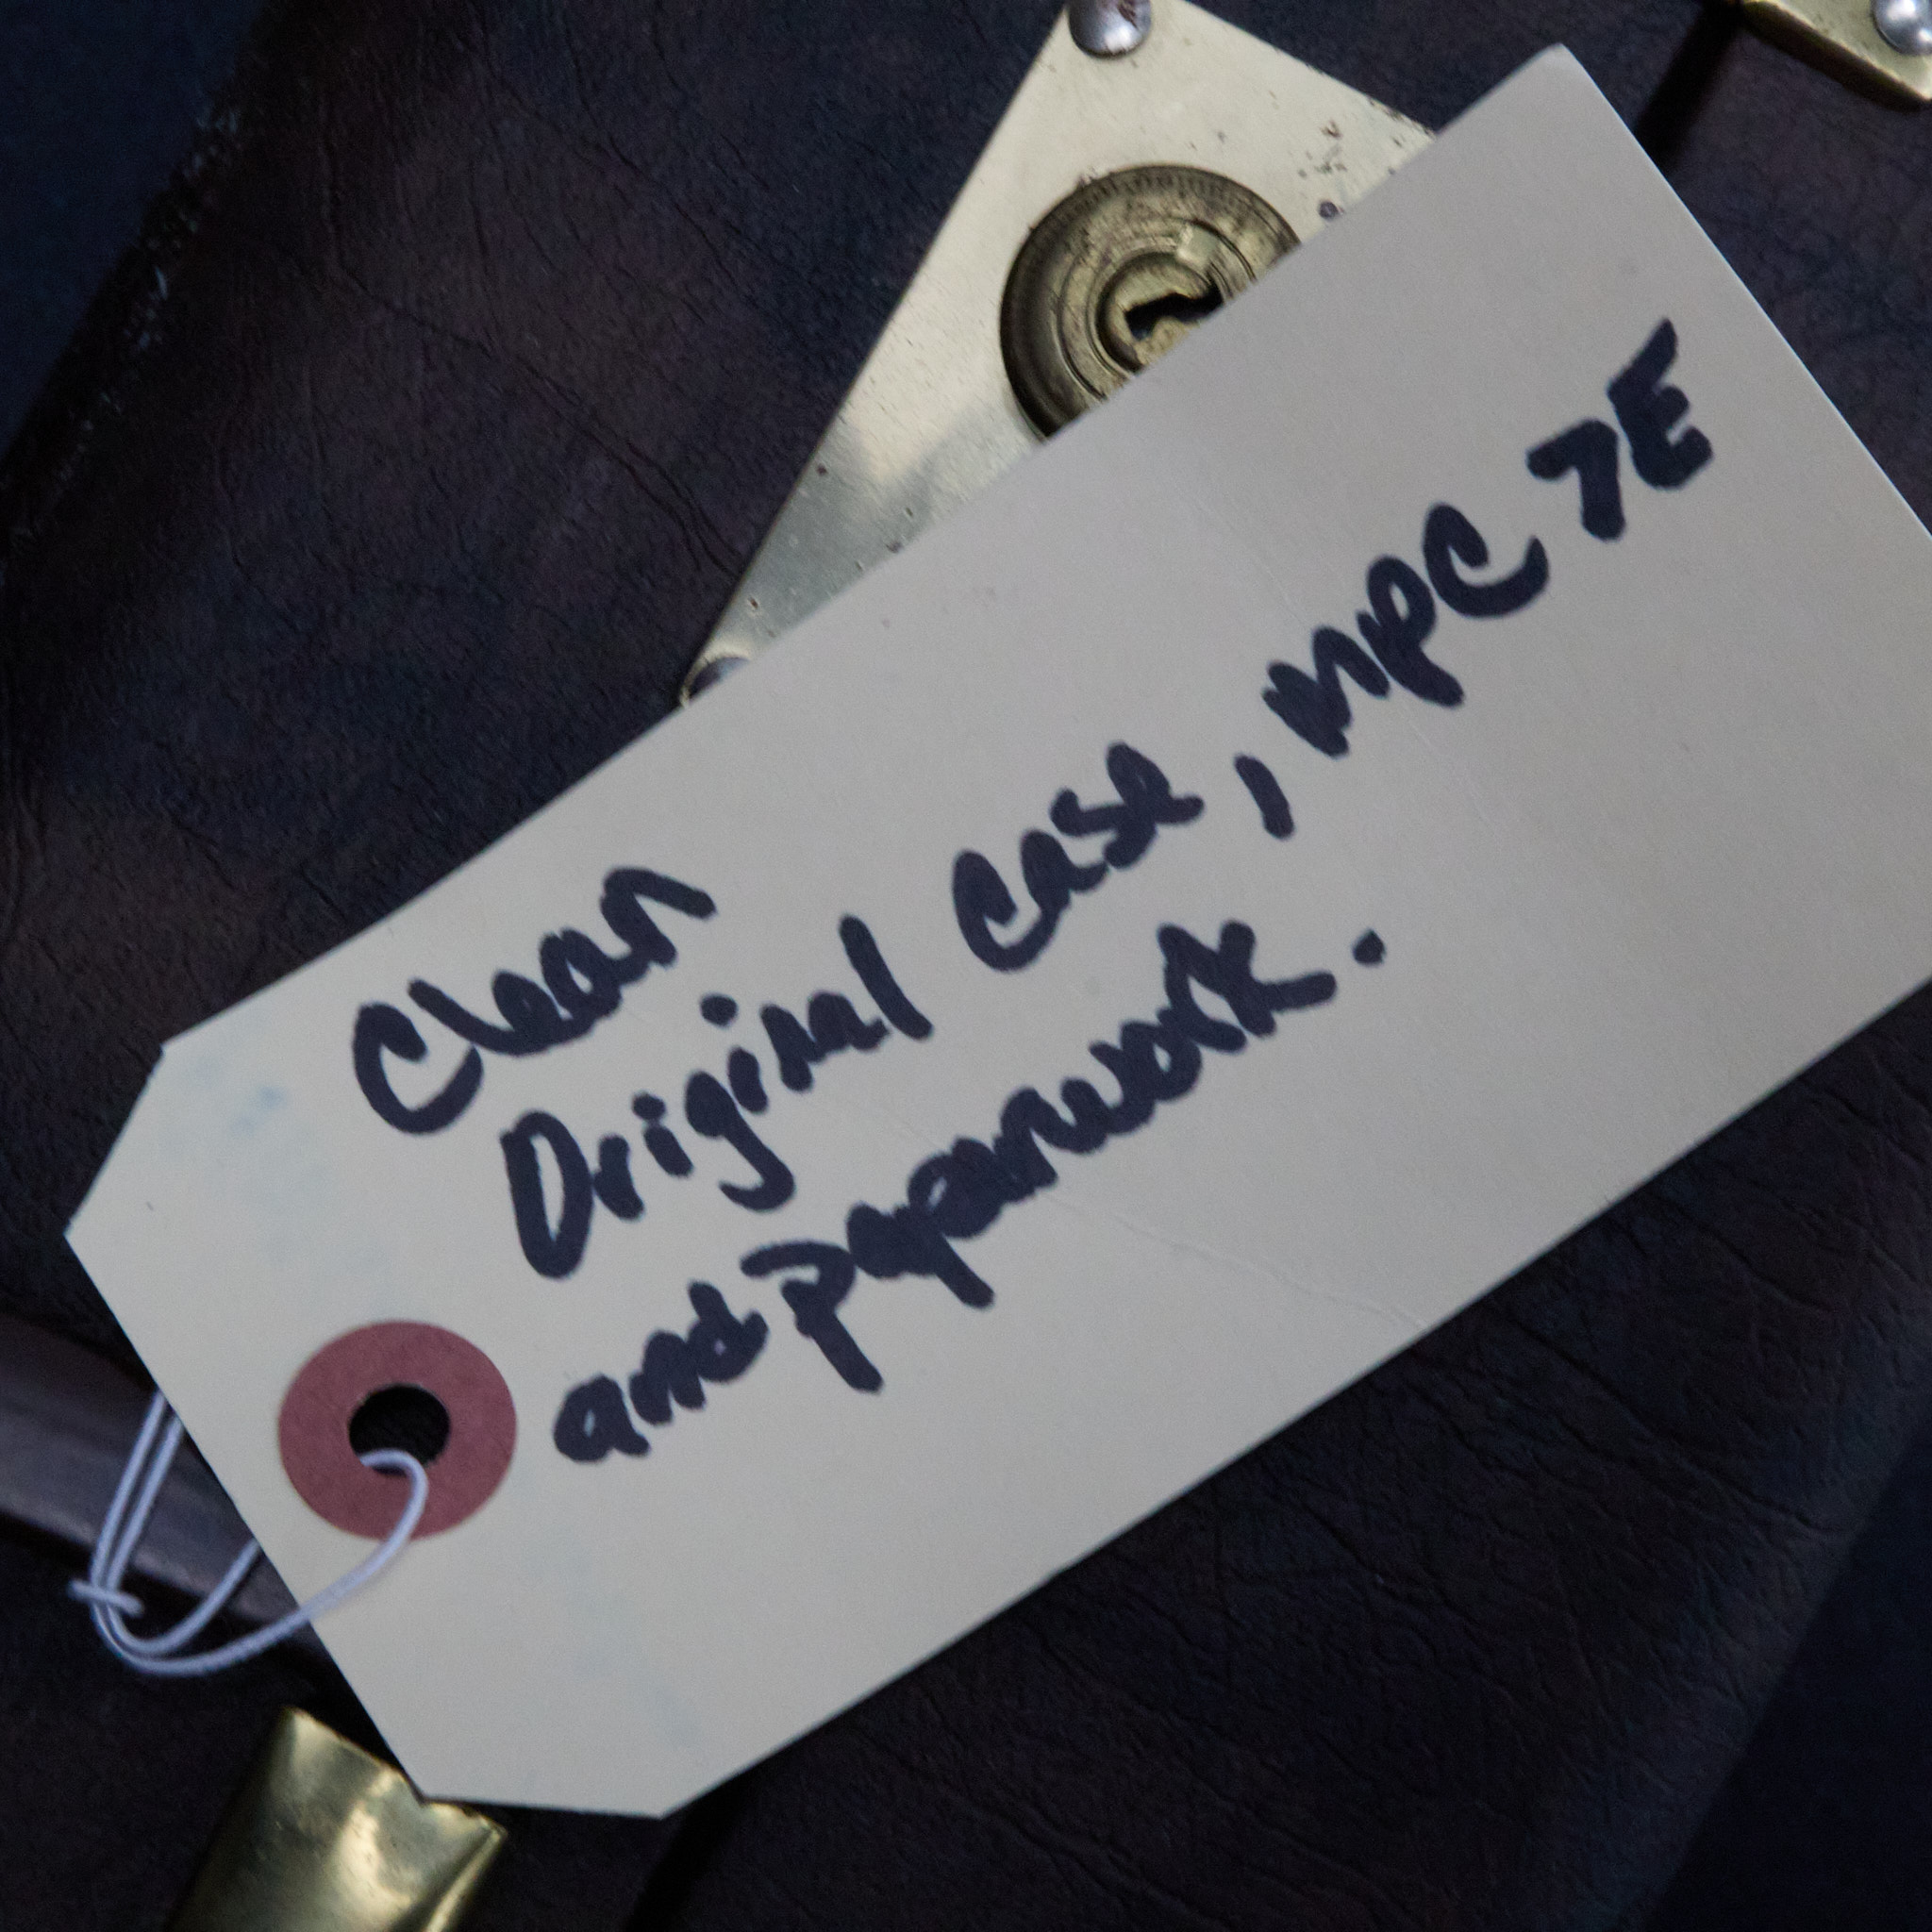 Clean
Original Case, MPC 7E
and Paperwork.